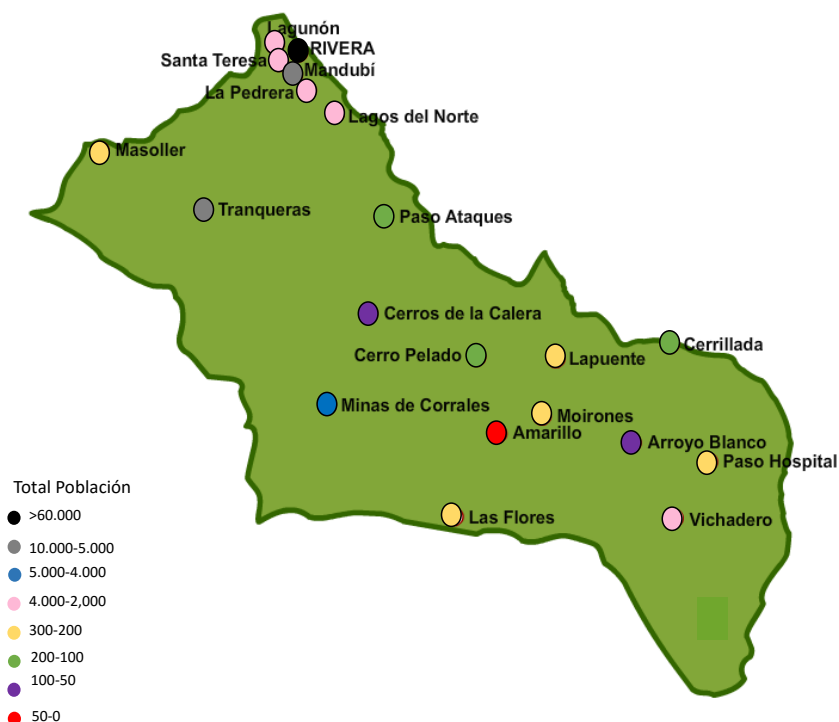 Lagunón
RIVERA
Santa Teresa
Mandubí
La Pedrera
Lagos del Norte
Masoller
Tranqueras
Paso Ataques
Cerros de la Calera
Cerrillada
Cerro Pelado
Lapuente
Minas de Corrales
Moirones
Amarillo
Arroyo Blanco
Paso Hospital
Las Flores
Vichadero
Total Población
>60.000
10.000-5.000
5.000-4.000
4.000-2,000
300-200
200-100
100-50
50-0